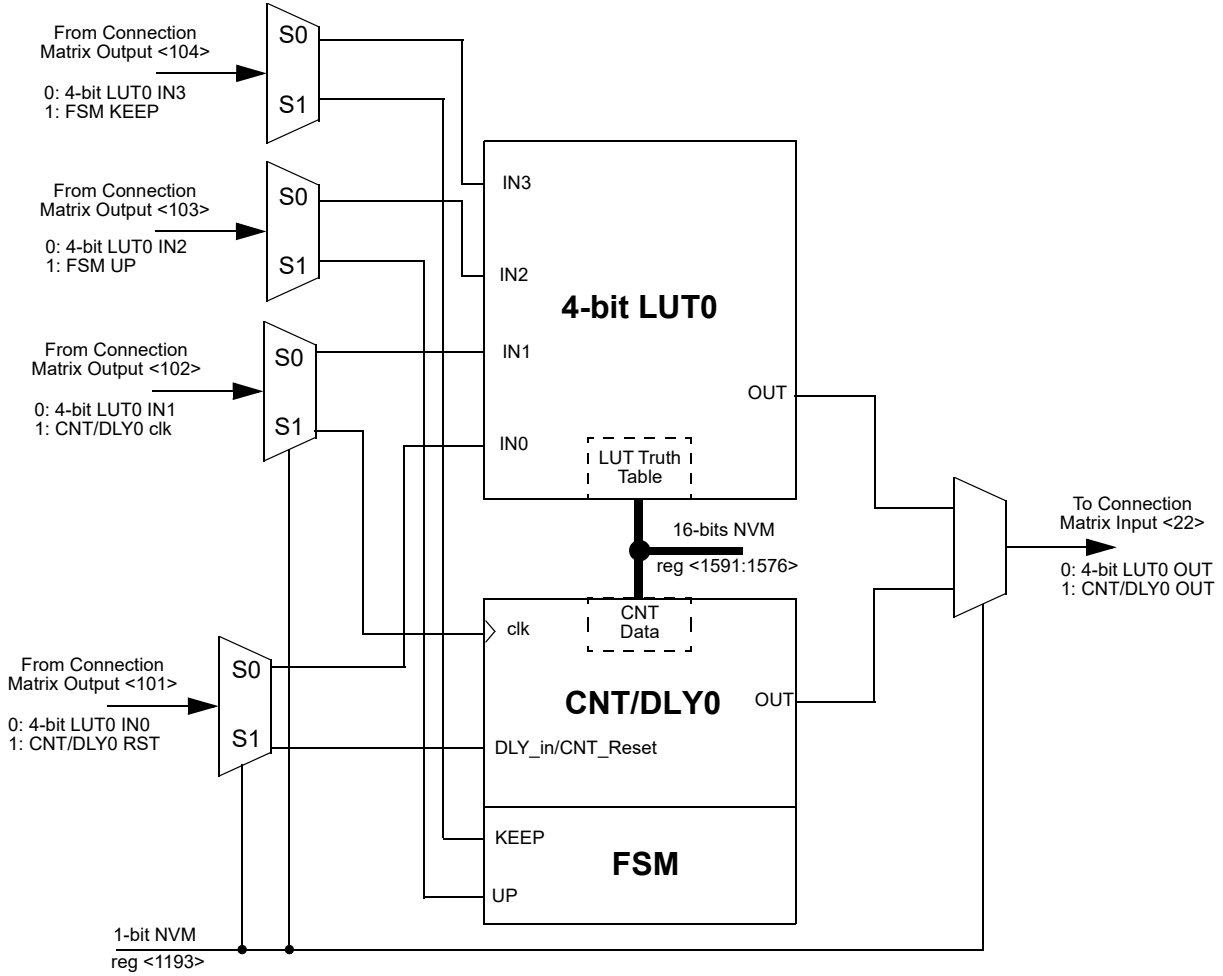 From Connection
Matrix Output <104>
0: 4-bit LUT0 IN3
1: FSM KEEP
S0
S1
From Connection
Matrix Output <103>
0: 4-bit LUT0 IN2
1: FSM UP
S0
S1
From Connection
Matrix Output <102>
0: 4-bit LUT0 IN1
1: CNT/DLY0 clk
S0
S1
From Connection
Matrix Output <101>
0: 4-bit LUT0 IN0
1: CNT/DLY0 RST
S0
S1
IN3
IN2
IN1
IN0
4-bit LUT0
OUT
LUT Truth
Table
16-bits NVM
reg <1591:1576>
CNT
Data
clk
CNT/DLY0
OUT
DLY_in/CNT_Reset
KEEP
FSM
UP
To Connection
Matrix Input <22>
0: 4-bit LUT0 OUT
1: CNT/DLY0 OUT
1-bit NVM
reg <1193>